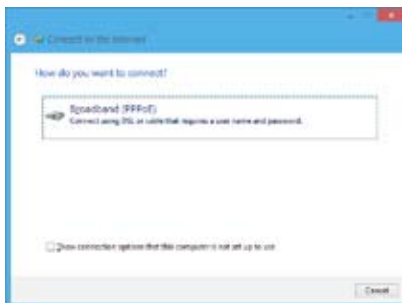 Connect to the Internet
How do you want to connect?
Broadband (PPPoE)
Connect using DSL or cable that requires a user name and password.
Show connection options that this computer is not set up to use
Cancel